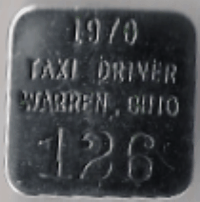 1970
TAXI DRIVER
WARREN, OHIO
126